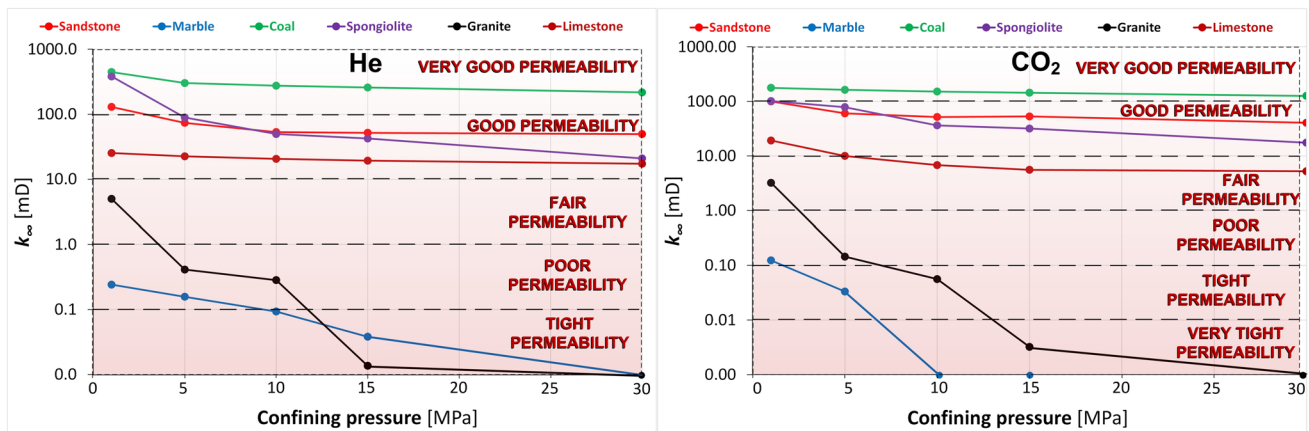 Sandstone Marble Coal Spongiolite Granite Limestone
He
VERY GOOD PERMEABILITY
GOOD PERMEABILITY
FAIR
PERMEABILITY
POOR
PERMEABILITY
TIGHT
PERMEABILITY
1000.0
100.0
10.0
1.0
0.1
0.0
k∞ [mD]
0 5 10 15 20 25 30
Confining pressure [MPa]
Sandstone Marble Coal Spongiolite Granite Limestone
CO₂
VERY GOOD PERMEABILITY
GOOD PERMEABILITY
FAIR
PERMEABILITY
POOR
PERMEABILITY
TIGHT
PERMEABILITY
VERY TIGHT
PERMEABILITY
1000.00
100.00
10.00
1.00
0.10
0.01
0.00
k∞ [mD]
0 5 10 15 20 25 30
Confining pressure [MPa]